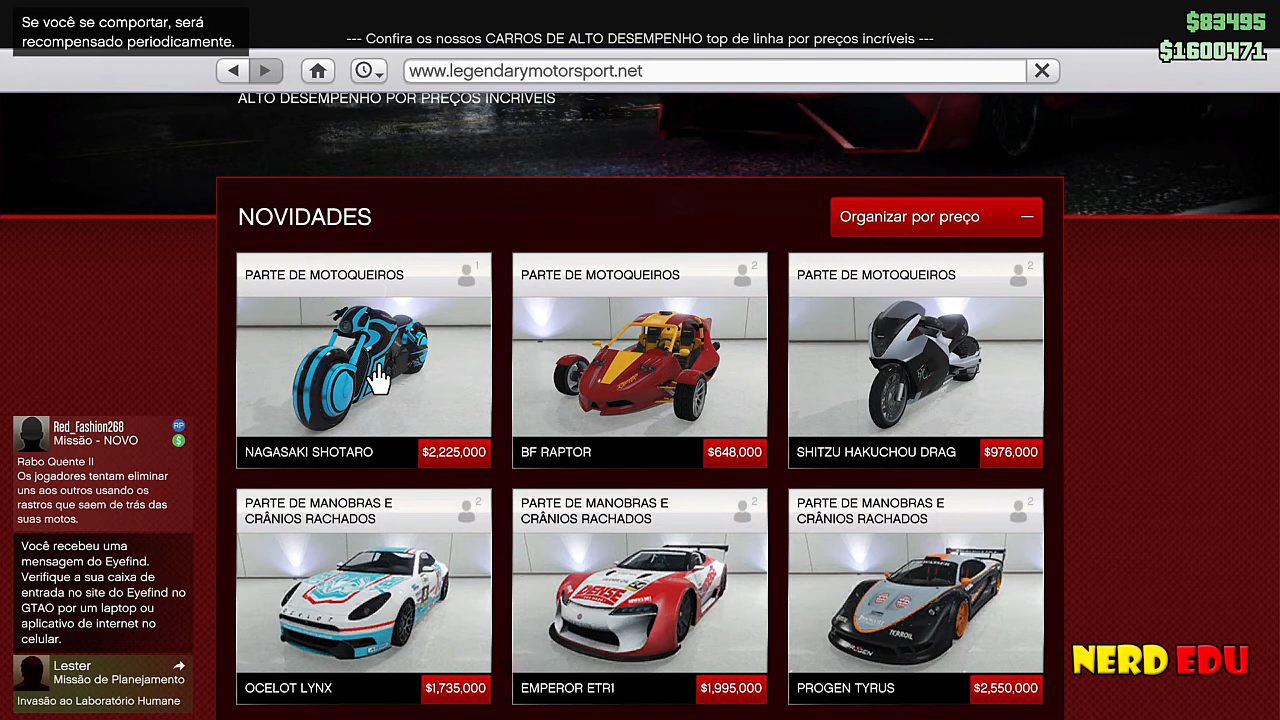 Se você se comportar, será
recompensado periodicamente.
--- Confira os nossos CARROS DE ALTO DESEMPENHO top de linha por preços incríveis ---
$83495
$1600471
www.legendarymotorsport.net
ALTO DESEMPENHO POR PREÇOS INCRÍVEIS
NOVIDADES
Organizar por preço
PARTE DE MOTOQUEIROS
1
NAGASAKI SHOTARO
$2,225,000
PARTE DE MOTOQUEIROS
2
BF RAPTOR
$648,000
PARTE DE MOTOQUEIROS
2
SHITZU HAKUCHOU DRAG
$976,000
PARTE DE MANOBRAS E
CRÂNIOS RACHADOS
2
OCELOT LYNX
$1,735,000
PARTE DE MANOBRAS E
CRÂNIOS RACHADOS
2
EMPEROR ETR1
$1,995,000
PARTE DE MANOBRAS E
CRÂNIOS RACHADOS
2
PROGEN TYRUS
$2,550,000
Red_Fashion268
RP
Missão - NOVO
$
Rabo Quente II
Os jogadores tentam eliminar
uns aos outros usando os
rastros que saem de trás das
suas motos.
Você recebeu uma
mensagem do Eyefind.
Verifique a sua caixa de
entrada no site do Eyefind no
GTAO por um laptop ou
aplicativo de internet no
celular.
Lester
Missão de Planejamento
Invasão ao Laboratório Humane
NERD EDU